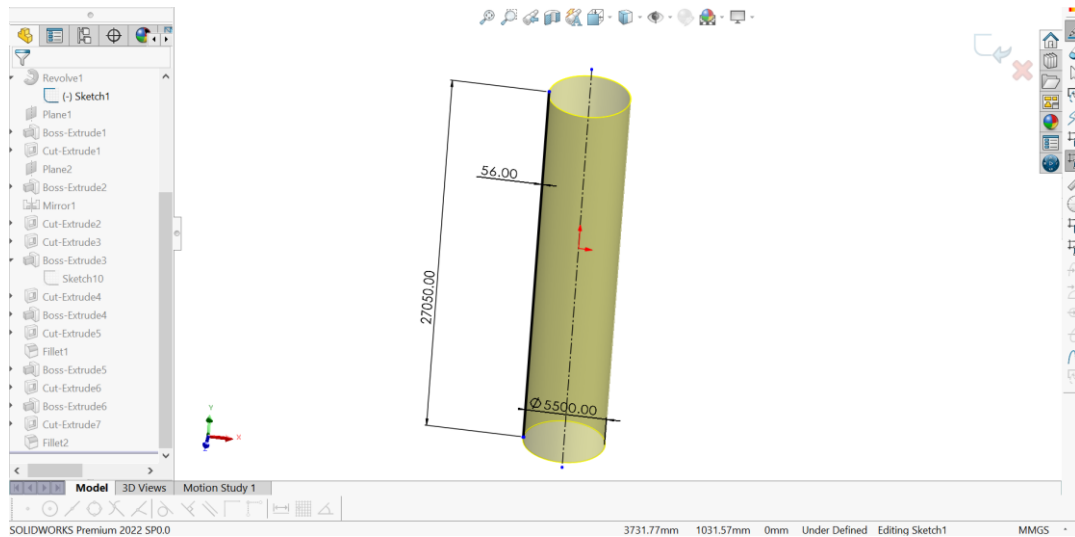 Revolve1
(-) Sketch1
Plane1
Boss-Extrude1
Cut-Extrude1
Plane2
Boss-Extrude2
Mirror1
Cut-Extrude2
Cut-Extrude3
Boss-Extrude3
Sketch10
Cut-Extrude4
Boss-Extrude4
Cut-Extrude5
Fillet1
Boss-Extrude5
Cut-Extrude6
Boss-Extrude6
Cut-Extrude7
Fillet2
56.00
27050.00
Ø5500.00
Y
X
Z
Model 3D Views Motion Study 1
SOLIDWORKS Premium 2022 SP0.0 3731.77mm 1031.57mm 0mm Under Defined Editing Sketch1 MMGS